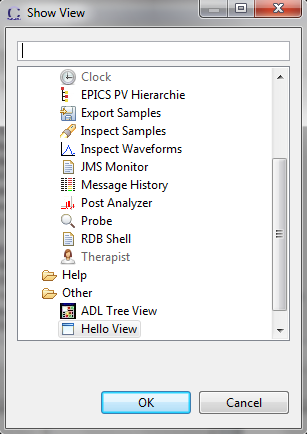 Show View
Clock
EPICS PV Hierarchie
Export Samples
Inspect Samples
Inspect Waveforms
JMS Monitor
Message History
Post Analyzer
Probe
RDB Shell
Therapist
Help
Other
ADL Tree View
Hello View
OK Cancel